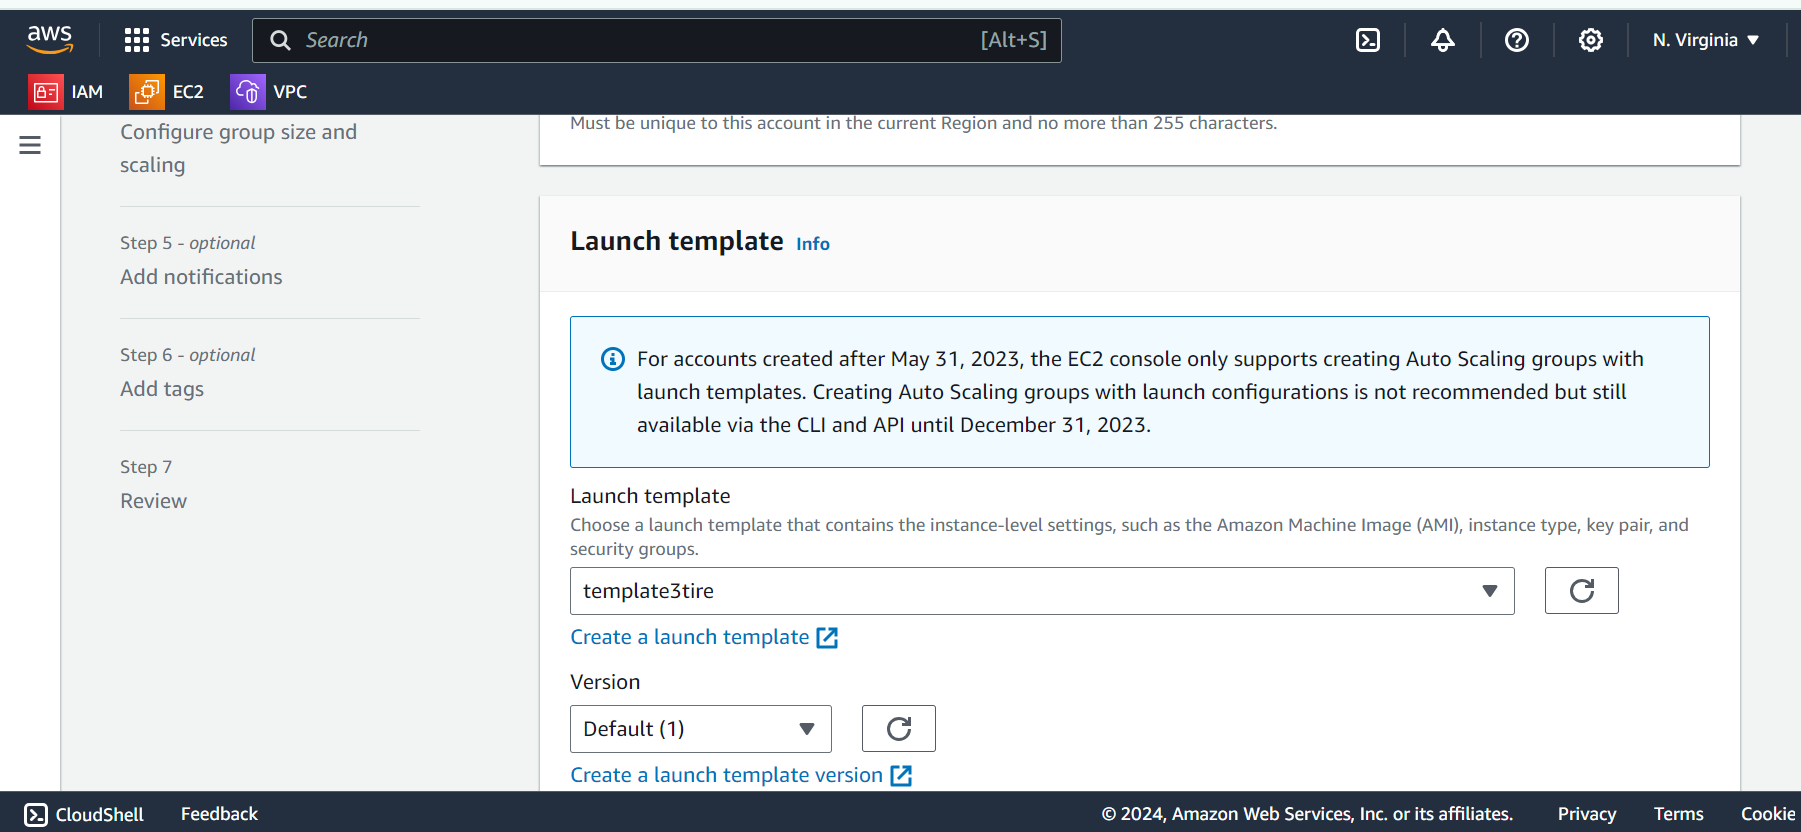 aws
Services
Search
[Alt+S]
N. Virginia
IAM
EC2
VPC
Configure group size and
scaling
Step 5 - optional
Add notifications
Step 6 - optional
Add tags
Step 7
Review
Must be unique to this account in the current Region and no more than 255 characters.
Launch template Info
For accounts created after May 31, 2023, the EC2 console only supports creating Auto Scaling groups with
launch templates. Creating Auto Scaling groups with launch configurations is not recommended but still
available via the CLI and API until December 31, 2023.
Launch template
Choose a launch template that contains the instance-level settings, such as the Amazon Machine Image (AMI), instance type, key pair, and
security groups.
template3tire
Create a launch template
Version
Default (1)
Create a launch template version
CloudShell
Feedback
© 2024, Amazon Web Services, Inc. or its affiliates.
Privacy
Terms
Cookie